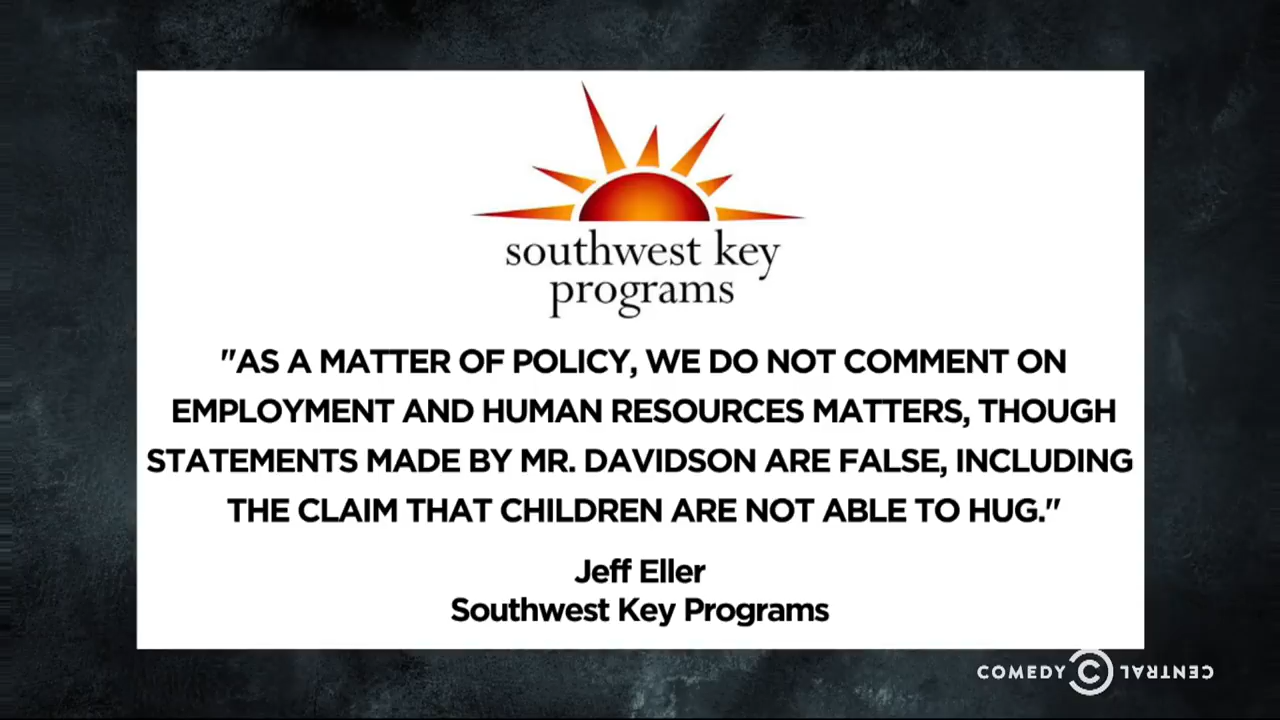 southwest key
programs
"AS A MATTER OF POLICY, WE DO NOT COMMENT ON
EMPLOYMENT AND HUMAN RESOURCES MATTERS, THOUGH
STATEMENTS MADE BY MR. DAVIDSON ARE FALSE, INCLUDING
THE CLAIM THAT CHILDREN ARE NOT ABLE TO HUG."
Jeff Eller
Southwest Key Programs
COMEDY C CENTRAL